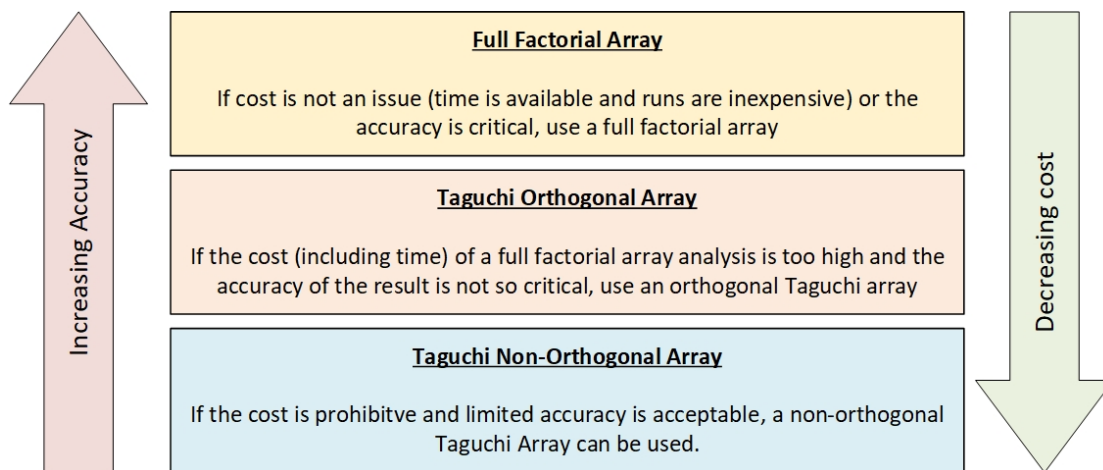 Increasing Accuracy
Full Factorial Array
If cost is not an issue (time is available and runs are inexpensive) or the
accuracy is critical, use a full factorial array
Taguchi Orthogonal Array
If the cost (including time) of a full factorial array analysis is too high and the
accuracy of the result is not so critical, use an orthogonal Taguchi array
Taguchi Non-Orthogonal Array
If the cost is prohibitve and limited accuracy is acceptable, a non-orthogonal
Taguchi Array can be used.
Decreasing cost